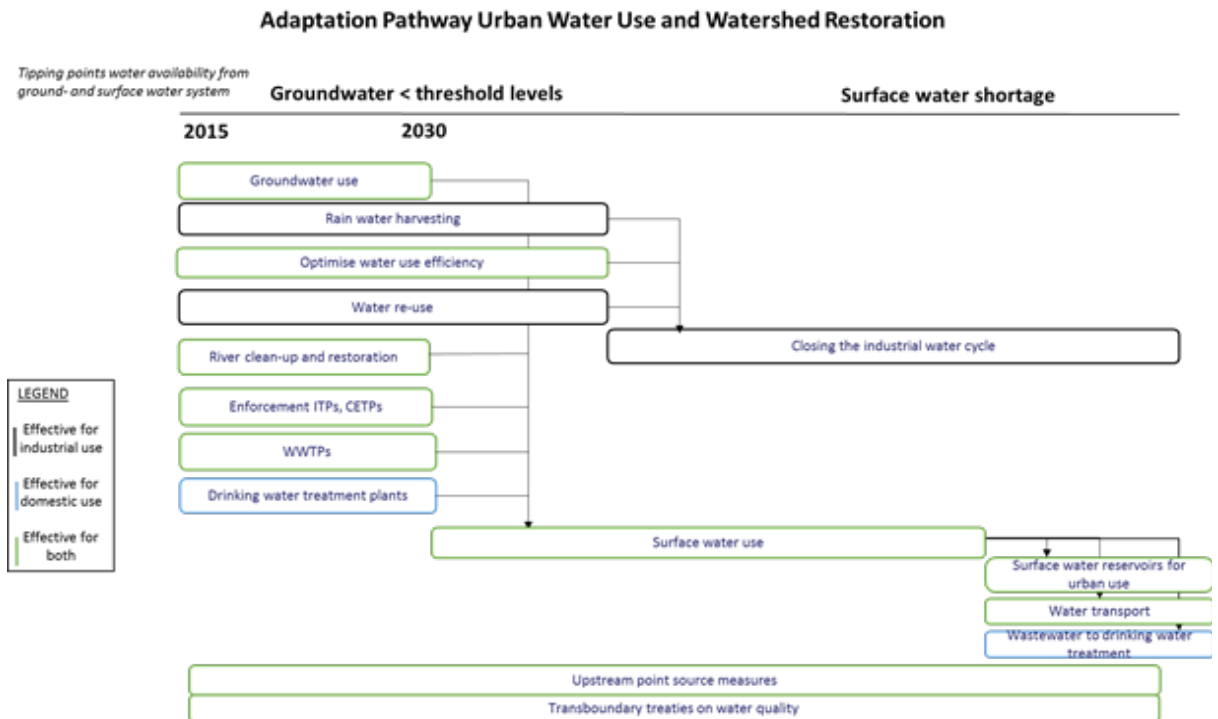 Adaptation Pathway Urban Water Use and Watershed Restoration
Tipping points water availability from
ground- and surface water system
Groundwater < threshold levels
Surface water shortage
2015
2030
Groundwater use
Rain water harvesting
Optimise water use efficiency
Water re-use
Closing the industrial water cycle
River clean-up and restoration
LEGEND
Effective for
industrial use
Effective for
domestic use
Effective for
both
Enforcement ITPs, CETPs
WWTPs
Drinking water treatment plants
Surface water use
Surface water reservoirs for
urban use
Water transport
Wastewater to drinking water
treatment
Upstream point source measures
Transboundary treaties on water quality